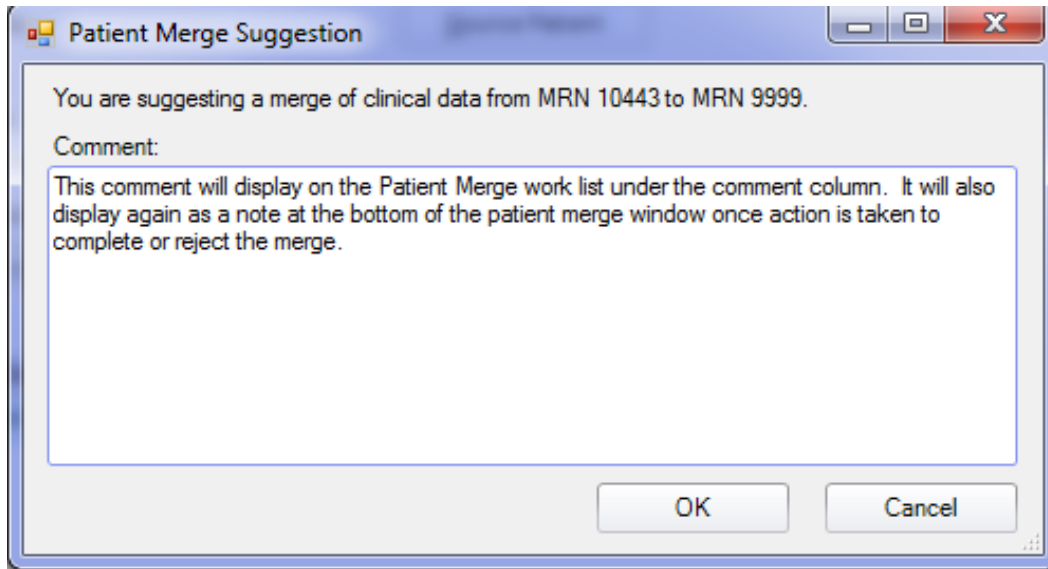 Patient Merge Suggestion
You are suggesting a merge of clinical data from MRN 10443 to MRN 9999.
Comment:
This comment will display on the Patient Merge work list under the comment column.  It will also
display again as a note at the bottom of the patient merge window once action is taken to
complete or reject the merge.
OK
Cancel